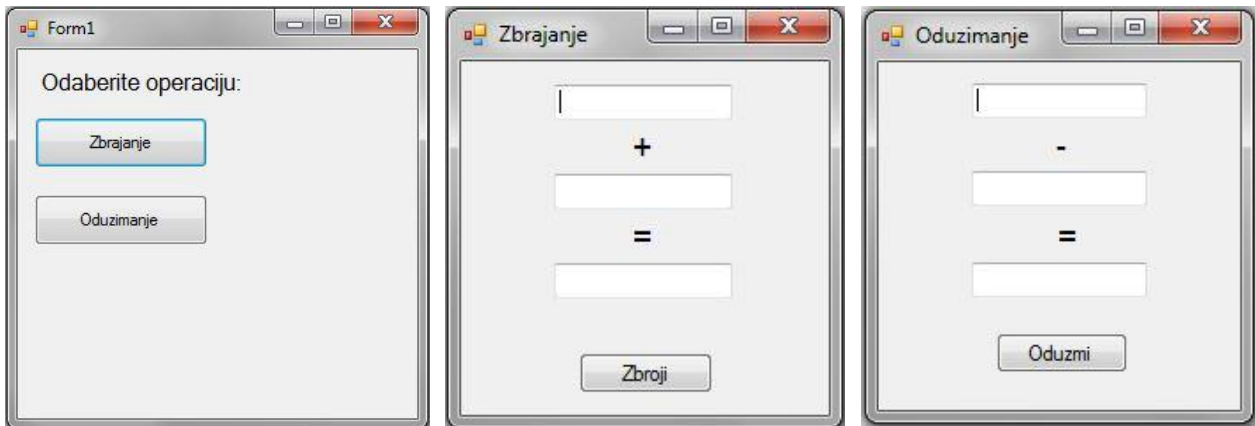 Form1
Odaberite operaciju:
Zbrajanje
Oduzimanje
Zbrajanje
+
=
Zbroji
Oduzimanje
-
=
Oduzmi